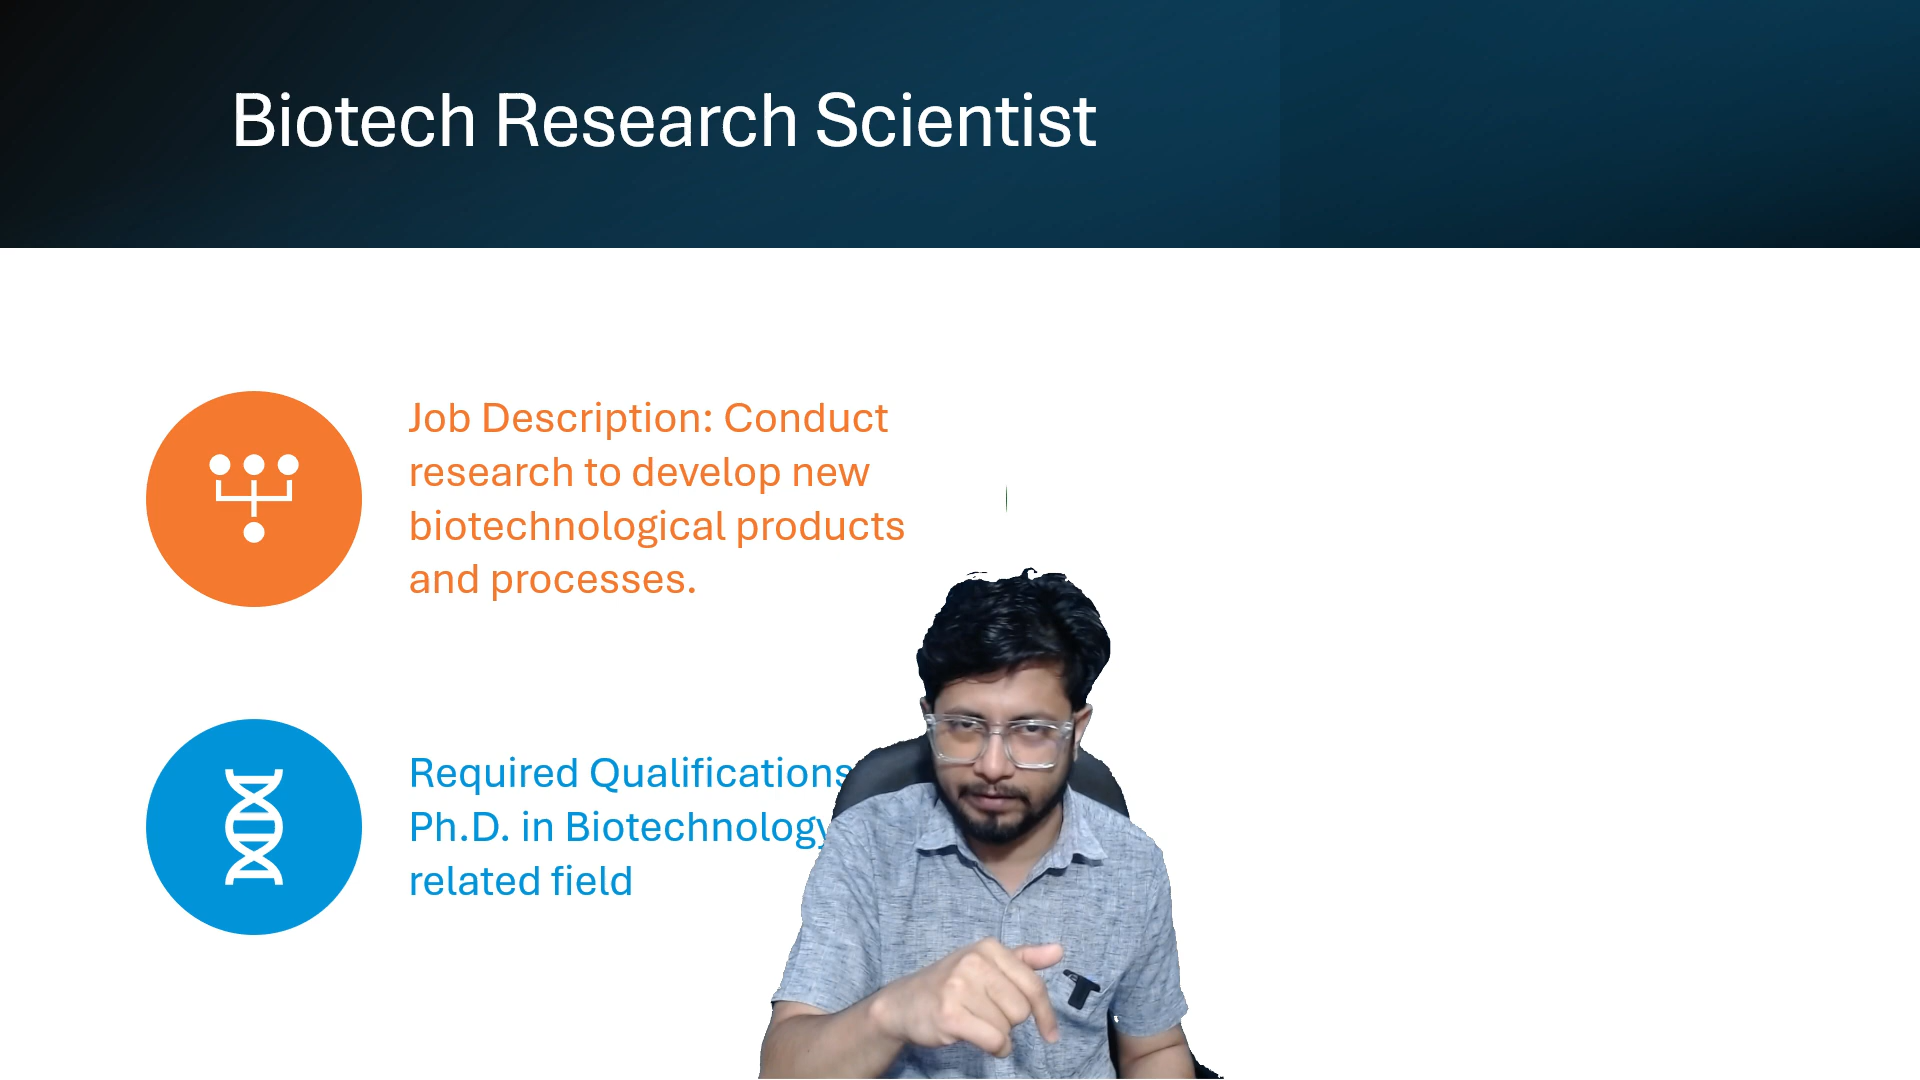 Biotech Research Scientist
Job Description: Conduct
research to develop new
biotechnological products
and processes.
Required Qualifications
Ph.D. in Biotechnology
related field